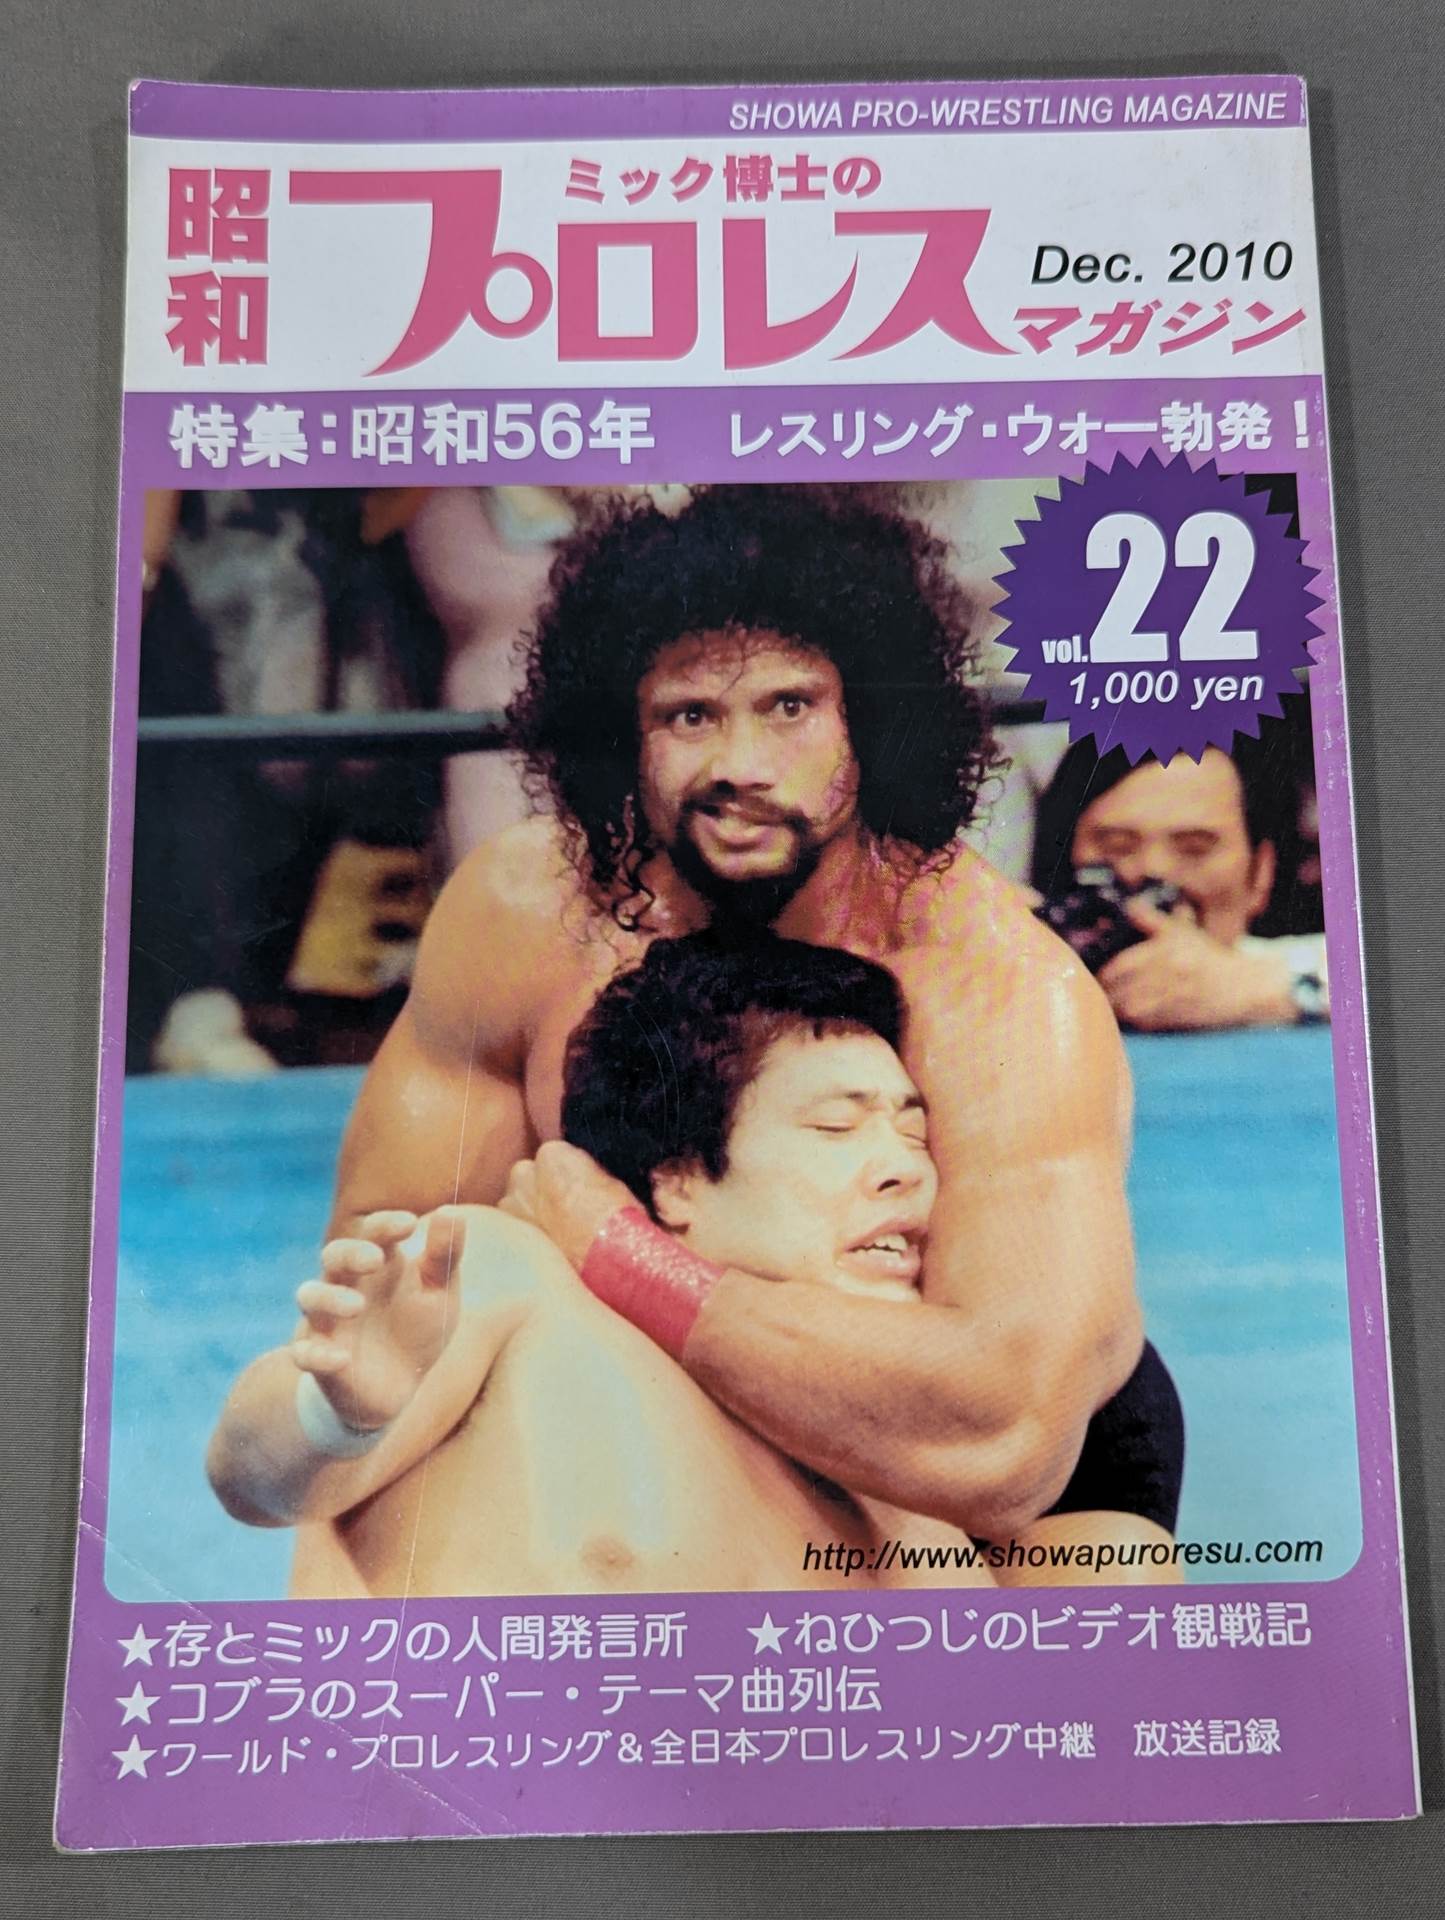 SHOWA PRO-WRESTLING MAGAZINE
ミック博士の
昭和プロレス
Dec. 2010
マガジン
特集:昭和56年 レスリング・ウォー勃発!
vol.22
1,000 yen
http://www.showapuroresu.com
★存とミックの人間発言所 ★ねひつじのビデオ観戦記
★コブラのスーパー・テーマ曲列伝
★ワールド・プロレスリング&全日本プロレスリング中継 放送記録